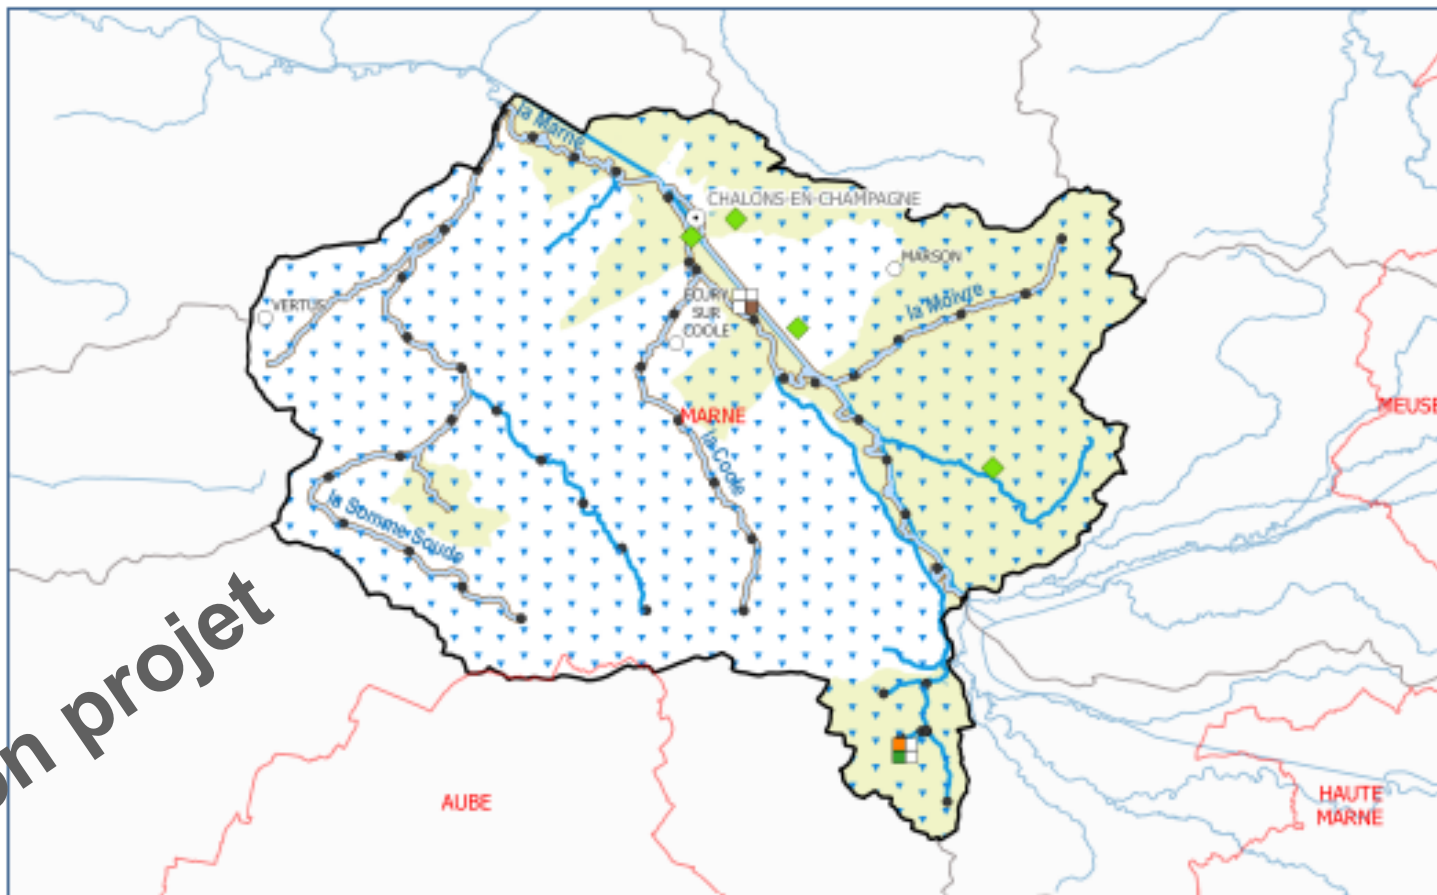 la Marne
CHALONS-EN-CHAMPAGNE
MARSON
VERTUS
ECURY
SUR
COOLE
la Moivre
MARNE
MEUSE
la Coole
la Somme-Soude
on projet
AUBE
HAUTE
MARNE